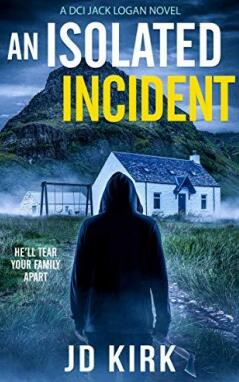 A DCI JACK LOGAN NOVEL
AN ISOLATED
INCIDENT
HE'LL TEAR
YOUR FAMILY
APART
JD KIRK